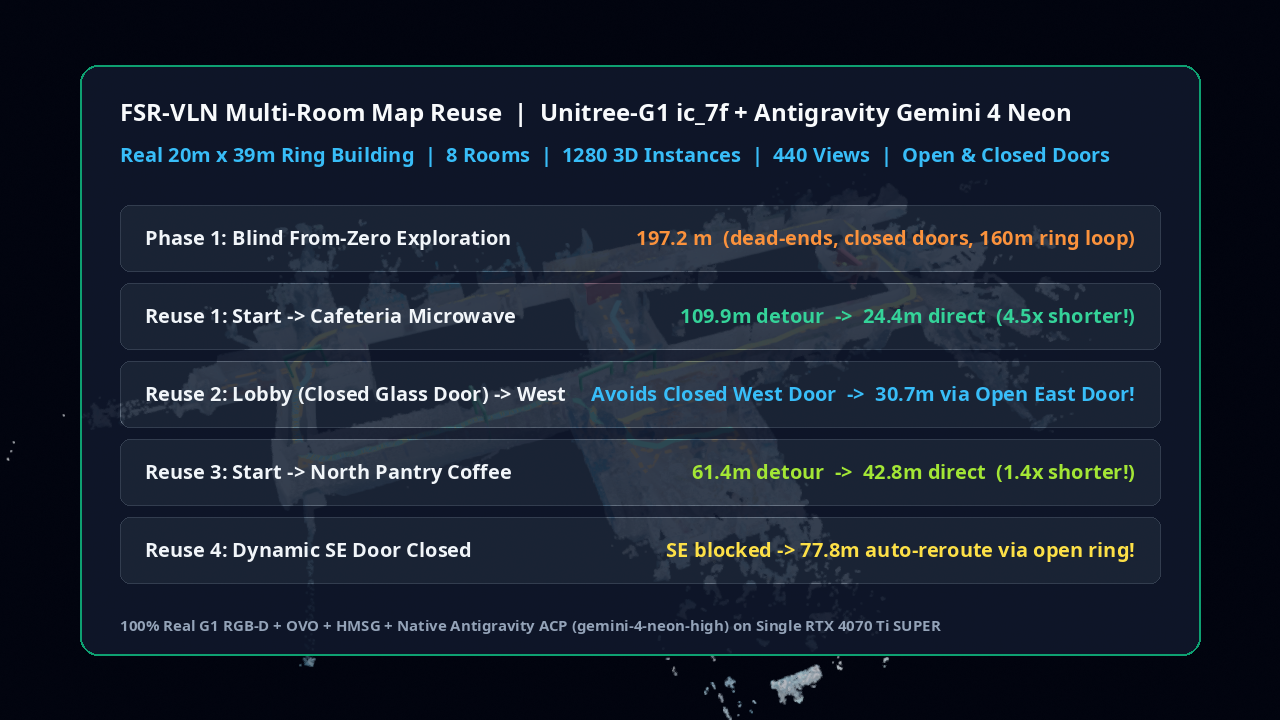 FSR-VLN Multi-Room Map Reuse | Unitree-G1 ic_7f + Antigravity Gemini 4 Neon
Real 20m x 39m Ring Building | 8 Rooms | 1280 3D Instances | 440 Views | Open & Closed Doors
Phase 1: Blind From-Zero Exploration 197.2 m (dead-ends, closed doors, 160m ring loop)
Reuse 1: Start -> Cafeteria Microwave 109.9m detour -> 24.4m direct (4.5x shorter!)
Reuse 2: Lobby (Closed Glass Door) -> West Avoids Closed West Door -> 30.7m via Open East Door!
Reuse 3: Start -> North Pantry Coffee 61.4m detour -> 42.8m direct (1.4x shorter!)
Reuse 4: Dynamic SE Door Closed SE blocked -> 77.8m auto-reroute via open ring!
100% Real G1 RGB-D + OVO + HMSG + Native Antigravity ACP (gemini-4-neon-high) on Single RTX 4070 Ti SUPER